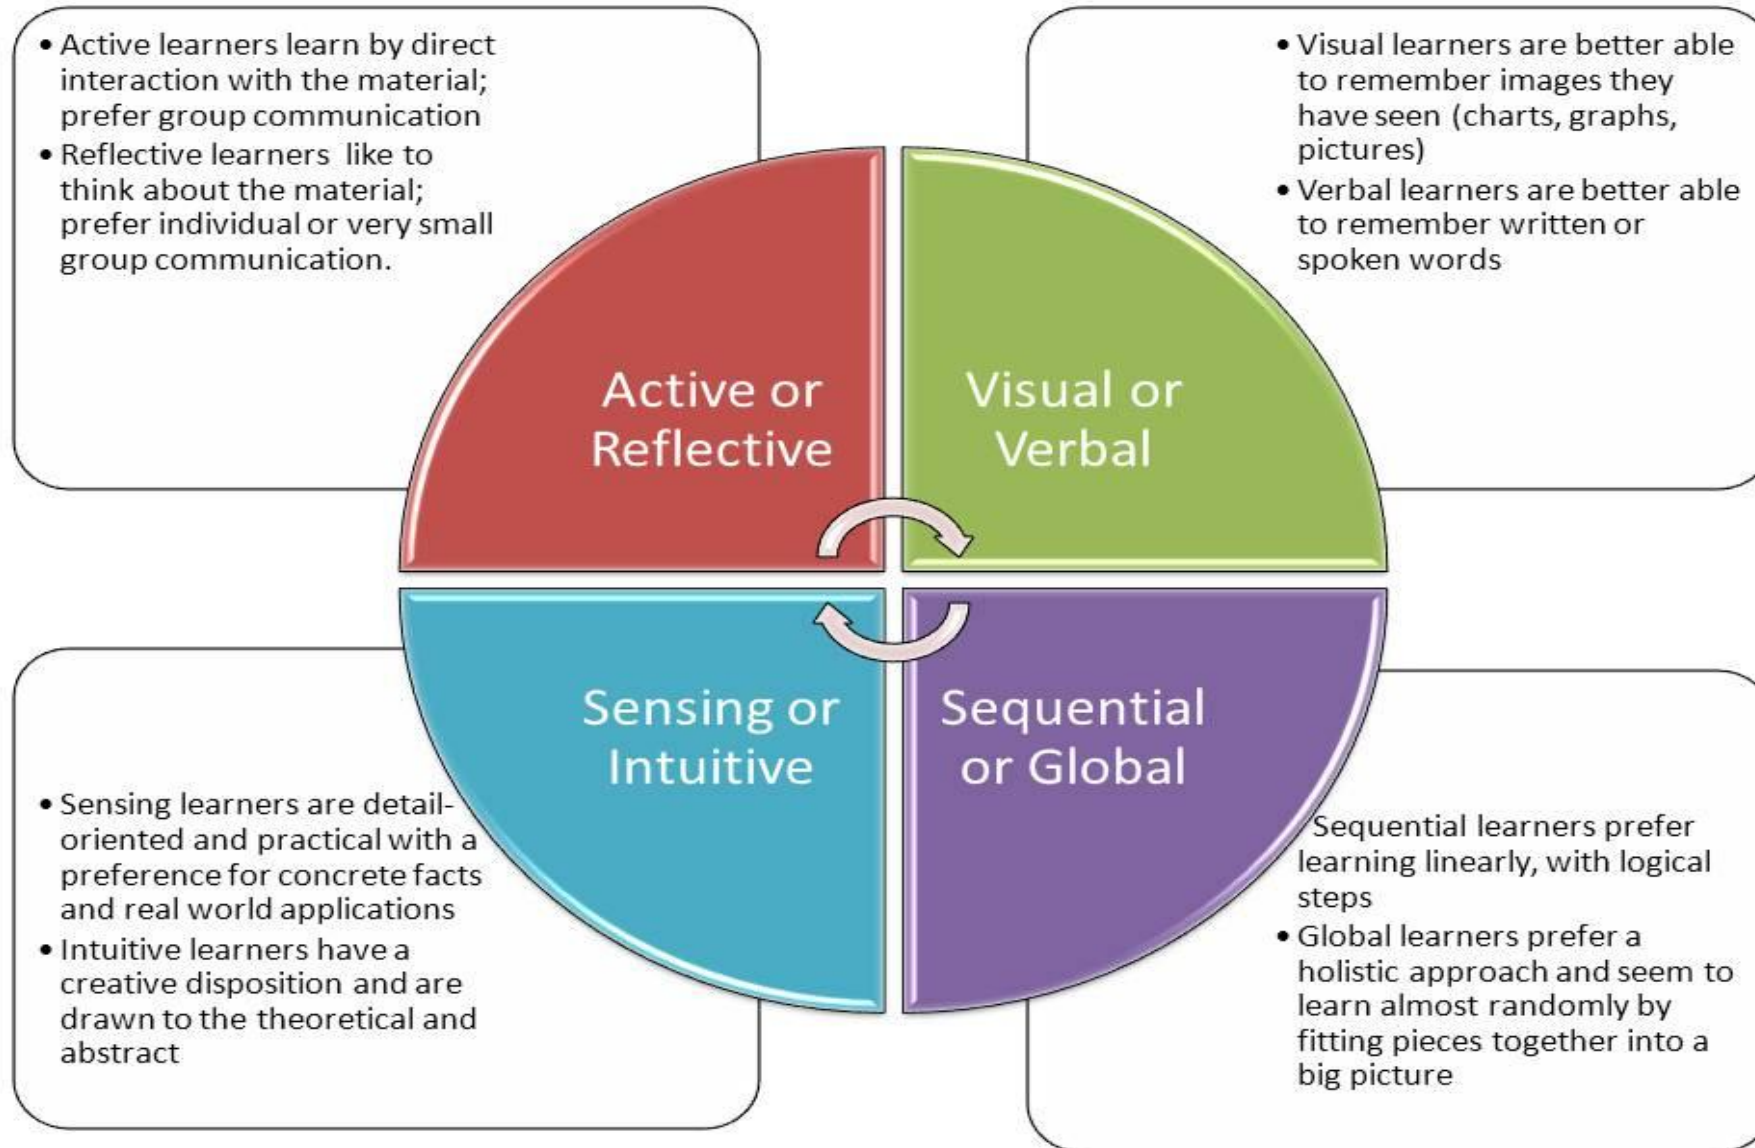 • Active learners learn by direct
interaction with the material;
prefer group communication
• Reflective learners like to
think about the material;
prefer individual or very small
group communication.
• Visual learners are better able
to remember images they
have seen (charts, graphs,
pictures)
• Verbal learners are better able
to remember written or
spoken words
Active or
Reflective
Visual or
Verbal
Sensing or
Intuitive
Sequential
or Global
• Sensing learners are detail-
oriented and practical with a
preference for concrete facts
and real world applications
• Intuitive learners have a
creative disposition and are
drawn to the theoretical and
abstract
Sequential learners prefer
learning linearly, with logical
steps
• Global learners prefer a
holistic approach and seem to
learn almost randomly by
fitting pieces together into a
big picture